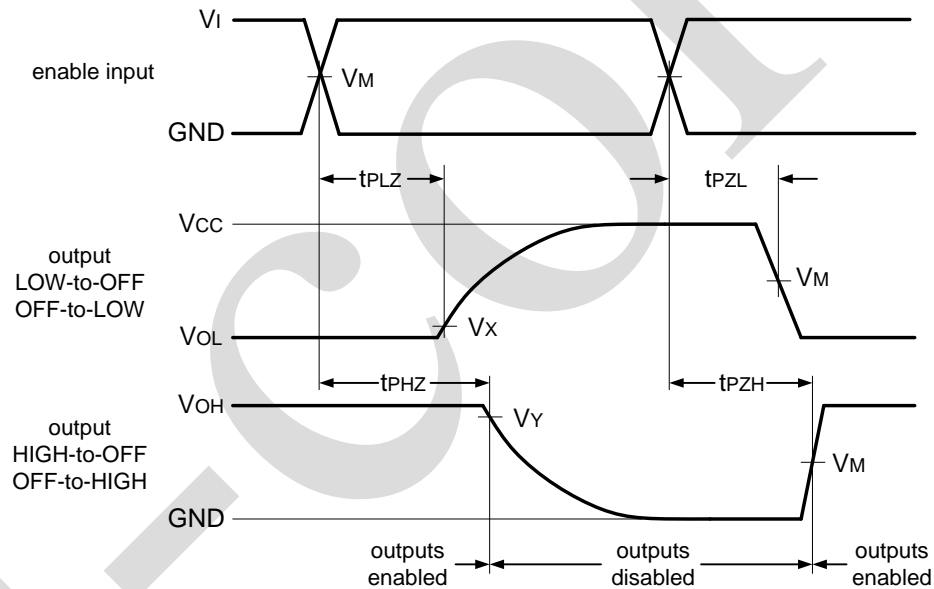 VI
enable input
VM
GND
tPLZ
tPZL
VCC
output
LOW-to-OFF
OFF-to-LOW
VM
VX
VOL
tPHZ
tPZH
VOH
VY
output
HIGH-to-OFF
OFF-to-HIGH
VM
GND
outputs
enabled
outputs
disabled
outputs
enabled